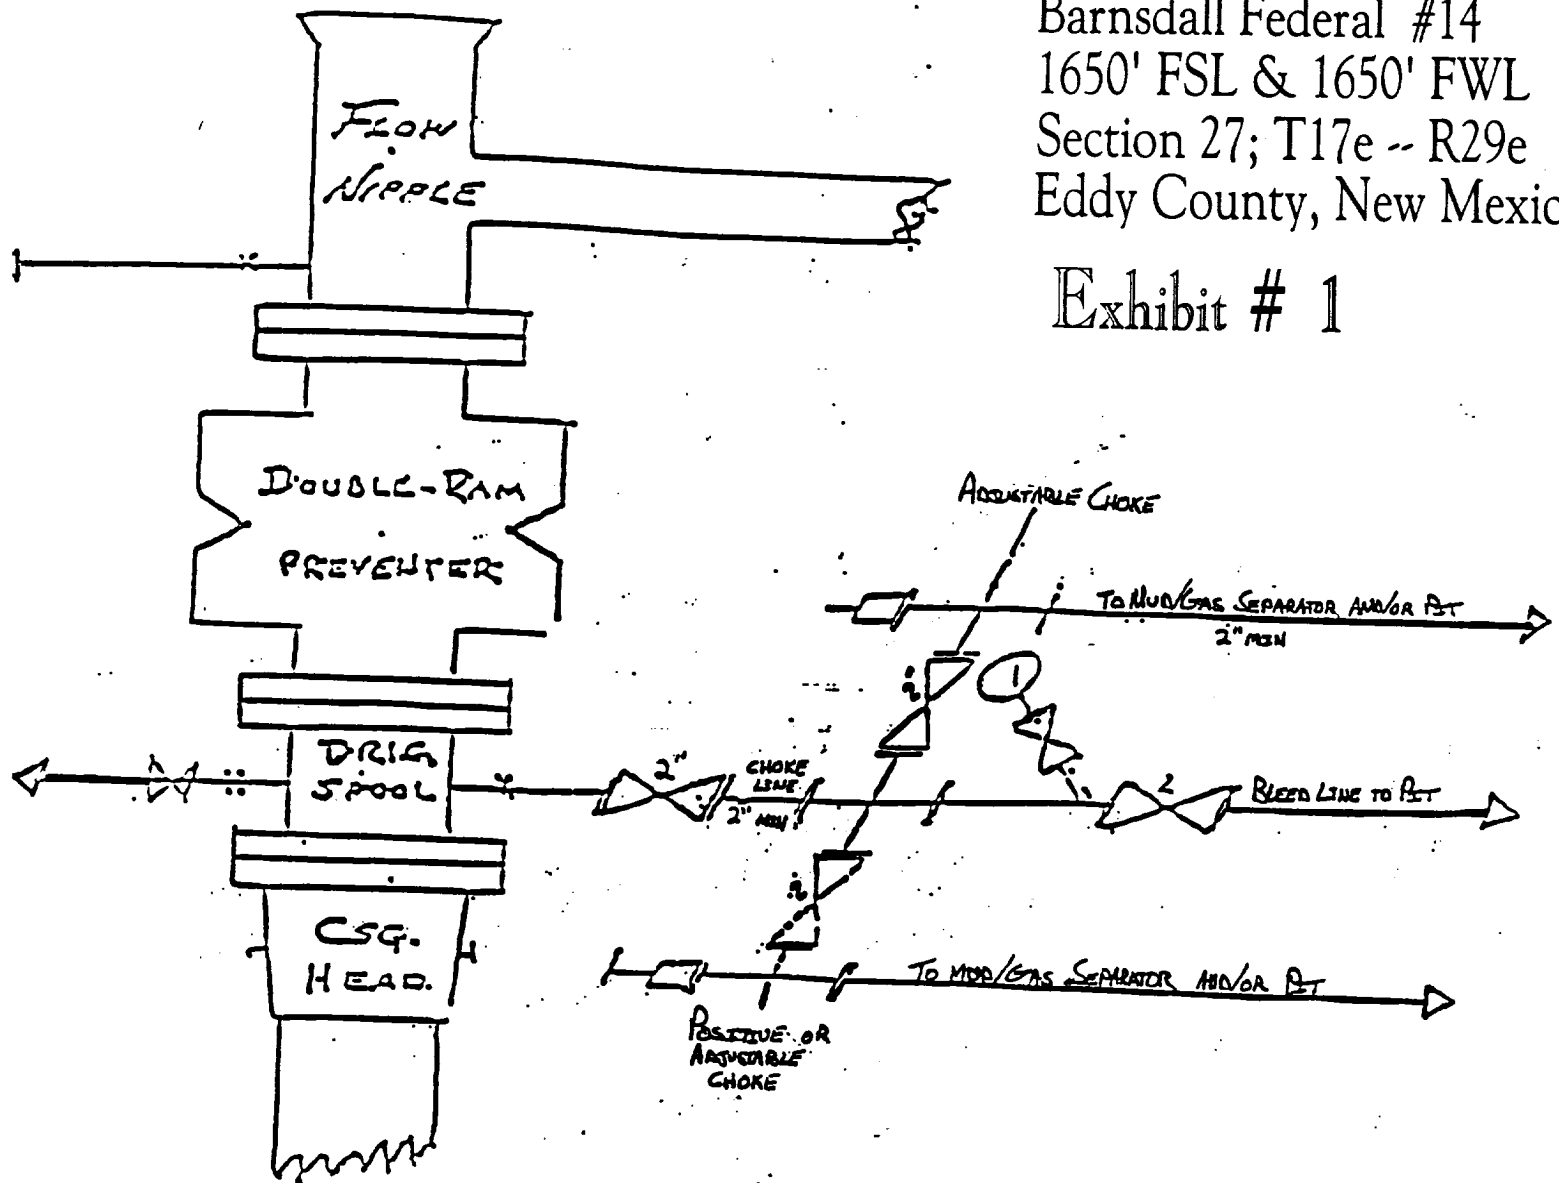 Barnsdall Federal #14
1650' FSL & 1650' FWL
Section 27; T17e -- R29e
Eddy County, New Mexic
Exhibit # 1
FLOW
NIPPLE
DOUBLE-RAM
PREVENTER
ADJUSTABLE CHOKE
TO MUD/GAS SEPARATOR AND/OR PIT
2" MIN
1
2"
DRLG
SPOOL
2"
CHOKE
LINE
2" MIN
2
BLEED LINE TO PIT
2"
CSG.
HEAD.
TO MUD/GAS SEPARATOR AND/OR PIT
POSITIVE OR
ADJUSTABLE
CHOKE